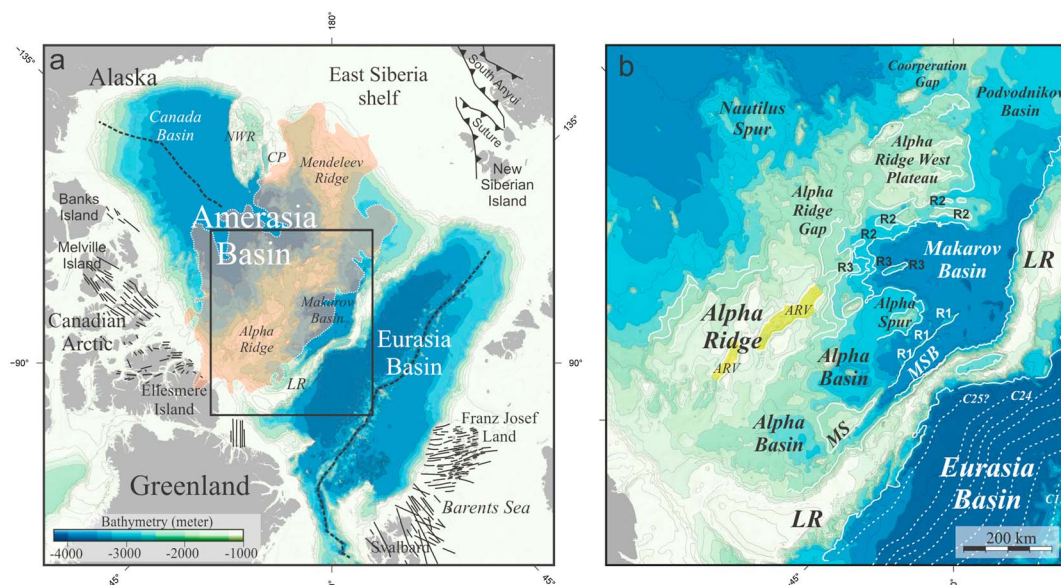 180°
-135°
a
Alaska
East Siberia
shelf
South Anyui
Suture
135°
Canada
Basin
NWR
CP
Mendeleev
Ridge
New
Siberian
Island
Banks
Island
Amerasia
Basin
Melville
Island
Makarov
Basin
Canadian
Arctic
Alpha
Ridge
Eurasia
Basin
-90°
90°
LR
Ellesmere
Island
Franz Josef
Land
Greenland
Barents Sea
Svalbard
Bathymetry (meter)
-4000 -3000 -2000 -1000
-45°
0
45°
b
Coorperation
Gap
Nautilus
Spur
Podvodnikov
Basin
Alpha
Ridge West
Plateau
Alpha
Ridge
Gap
R2
R2
R2
R2
R3
R3
R3
Makarov
Basin
LR
Alpha
Ridge
ARV
ARV
Alpha
Spur
R1
R1
Alpha
Basin
MSB
MS
Alpha
Basin
C25?
C24
Eurasia
Basin
LR
200 km
-45°
0